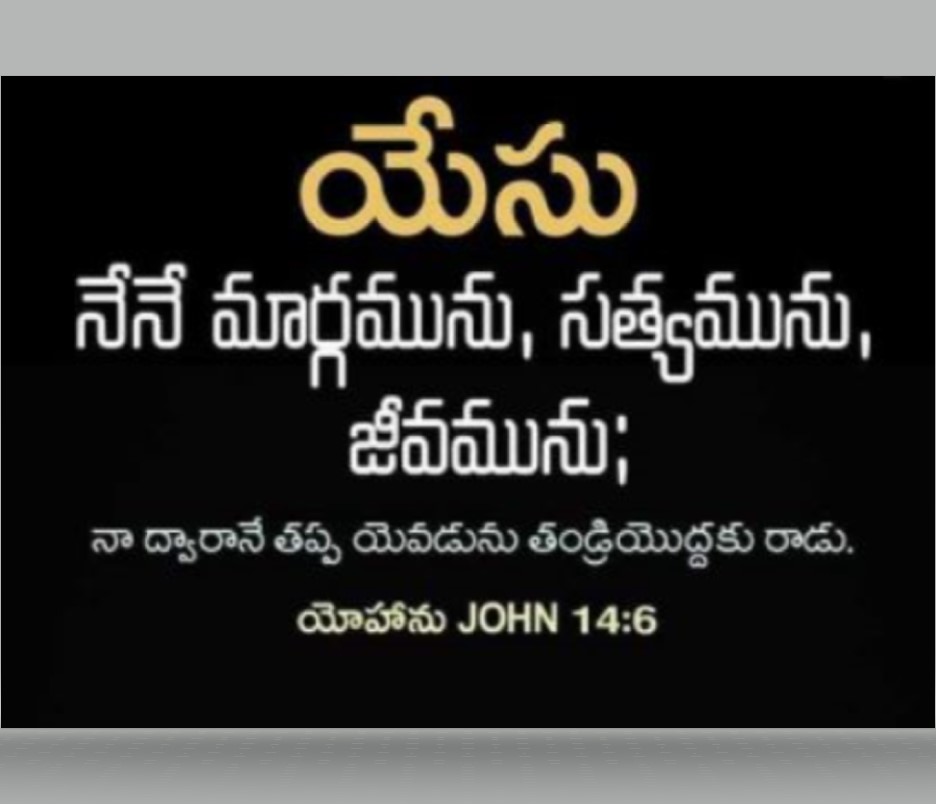 యేసు
నేనే మార్గమును, సత్యమును,
జీవమును;
నా ద్వారానే తప్ప యెవడును తండ్రియొద్దకు రాడు.
యోహాను JOHN 14:6